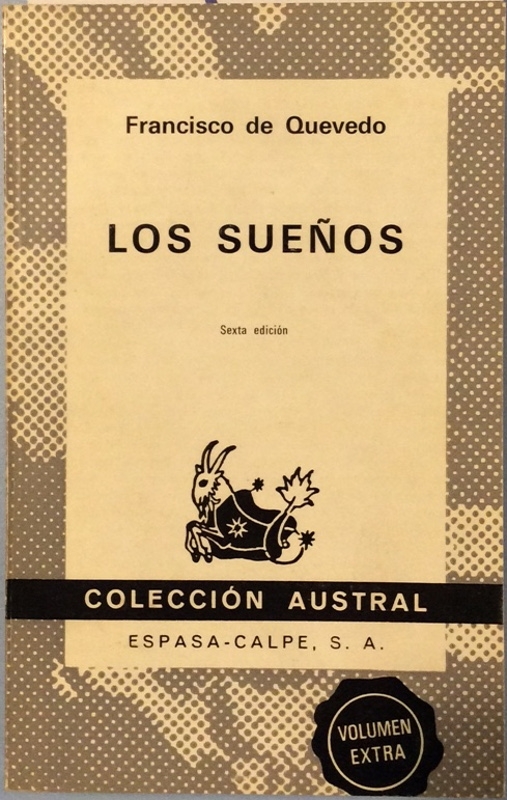 Francisco de Quevedo
LOS SUEÑOS
Sexta edición
COLECCIÓN AUSTRAL
ESPASA-CALPE, S. A.
VOLUMEN
EXTRA